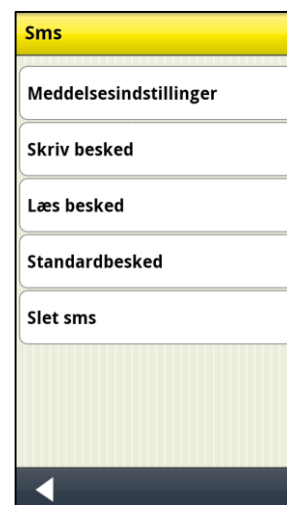 Sms
Meddelsesindstillinger
Skriv besked
Læs besked
Standardbesked
Slet sms